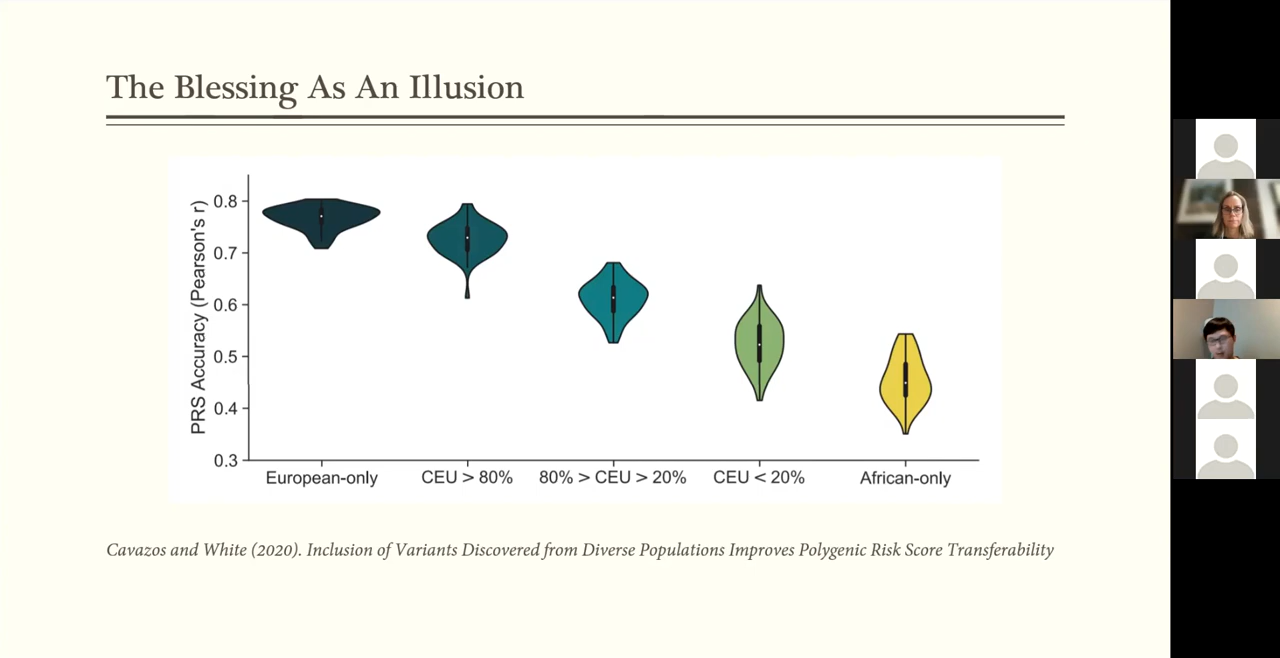 The Blessing As An Illusion
PRS Accuracy (Pearson's r)
0.8
0.7
0.6
0.5
0.4
0.3
European-only
CEU > 80%
80% > CEU > 20%
CEU < 20%
African-only
Cavazos and White (2020). Inclusion of Variants Discovered from Diverse Populations Improves Polygenic Risk Score Transferability